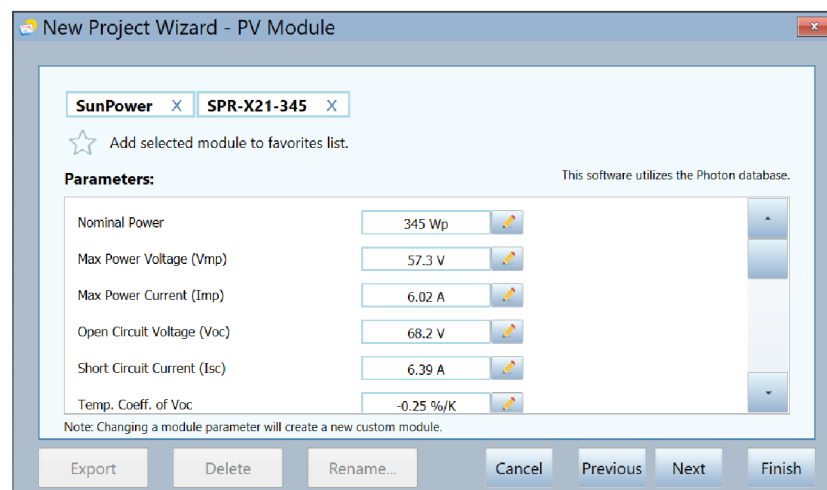 New Project Wizard - PV Module
x
SunPower X SPR-X21-345 X
Add selected module to favorites list.
Parameters: This software utilizes the Photon database.
Nominal Power 345 Wp
Max Power Voltage (Vmp) 57.3 V
Max Power Current (Imp) 6.02 A
Open Circuit Voltage (Voc) 68.2 V
Short Circuit Current (Isc) 6.39 A
Temp. Coeff. of Voc -0.25 %/K
Note: Changing a module parameter will create a new custom module.
Export Delete Rename... Cancel Previous Next Finish